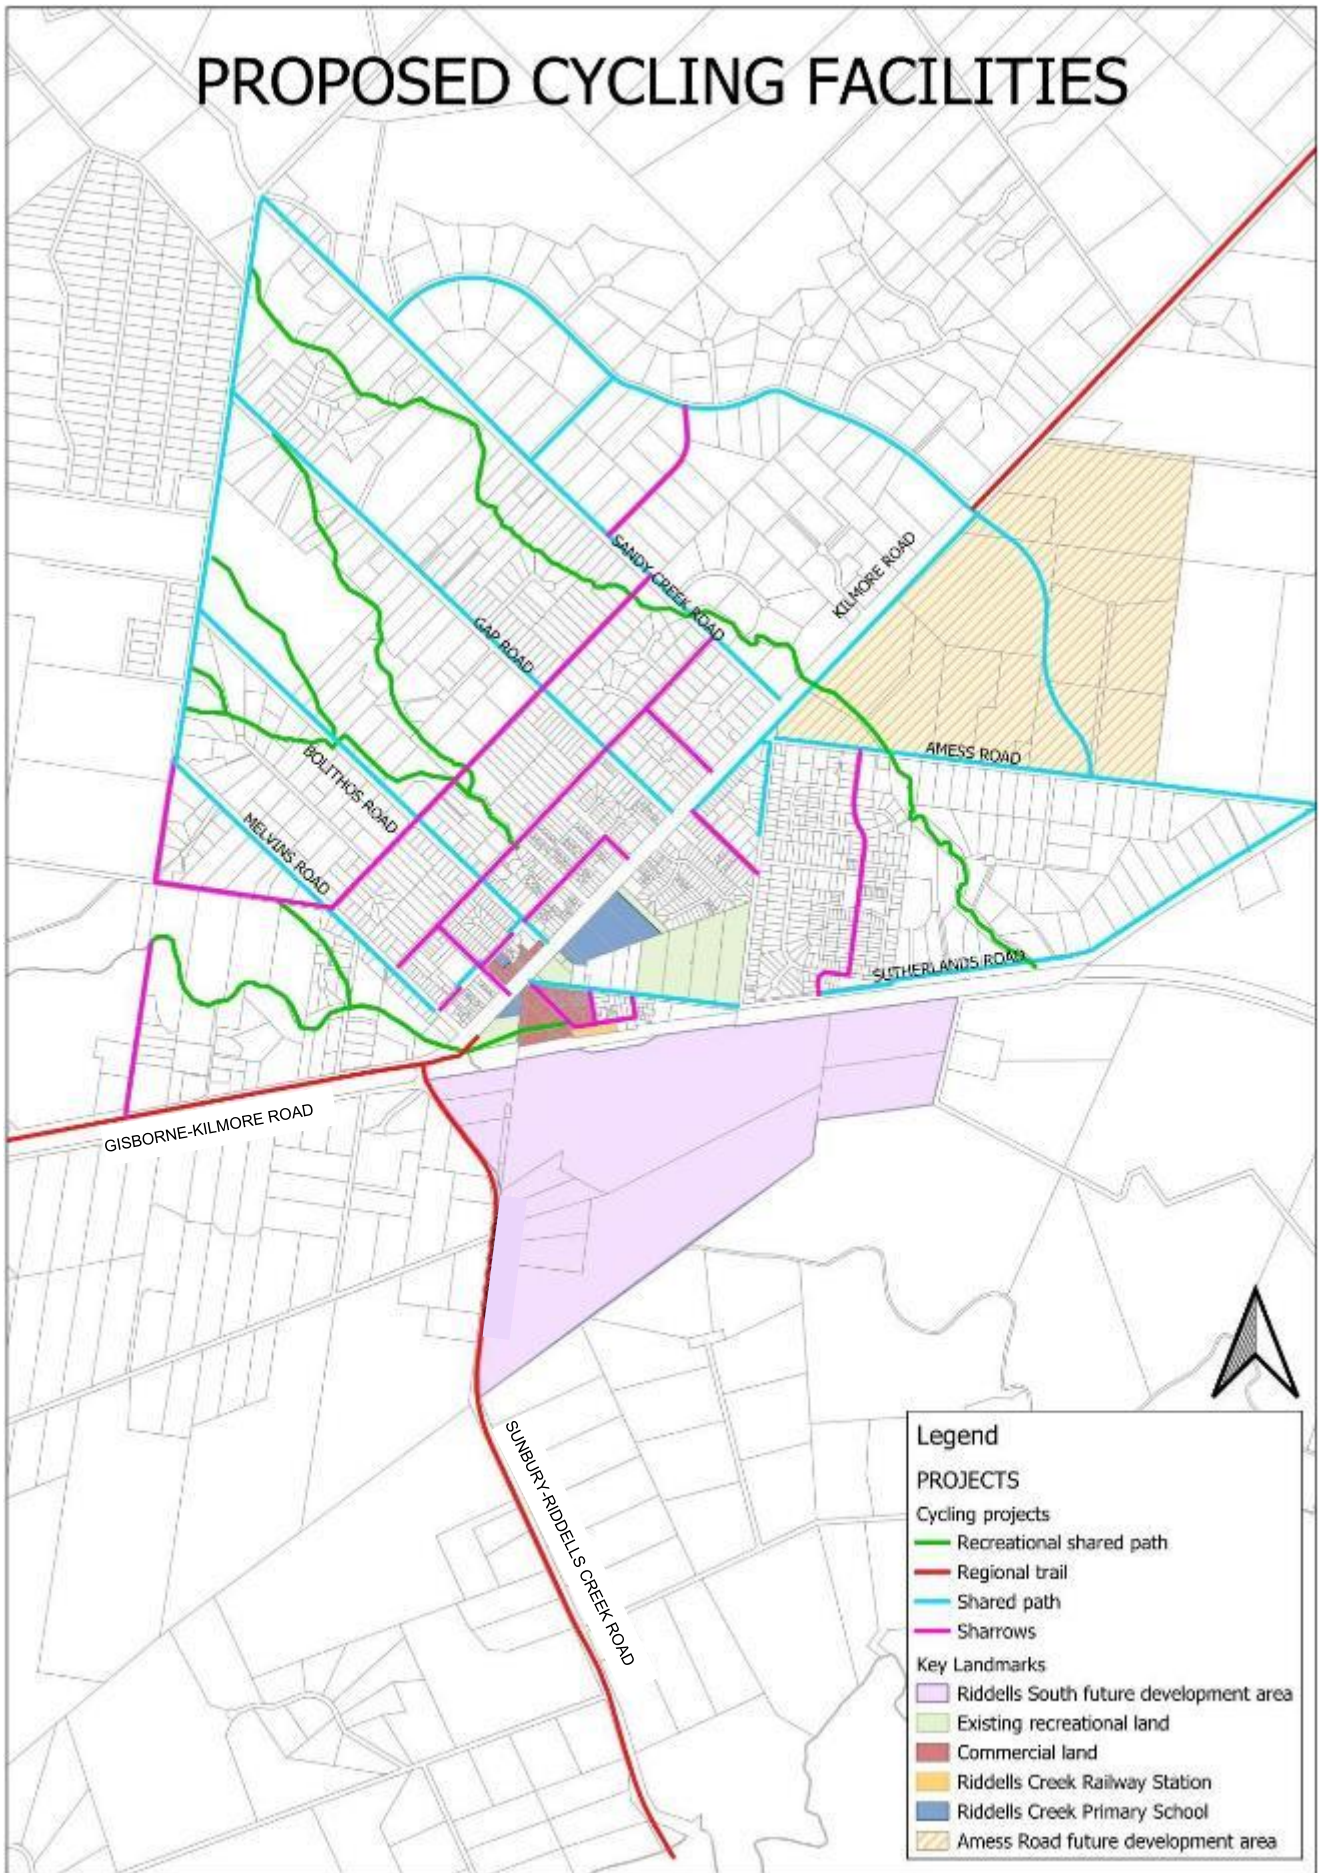 PROPOSED CYCLING FACILITIES
SANDY CREEK ROAD
KILMORE ROAD
GAP ROAD
AMESS ROAD
BOLITHOS ROAD
MELVINS ROAD
SUTHERLANDS ROAD
GISBORNE-KILMORE ROAD
SUNBURY-RIDDELLS CREEK ROAD
Legend
PROJECTS
Cycling projects
Recreational shared path
Regional trail
Shared path
Sharrows
Key Landmarks
Riddells South future development area
Existing recreational land
Commercial land
Riddells Creek Railway Station
Riddells Creek Primary School
Amess Road future development area